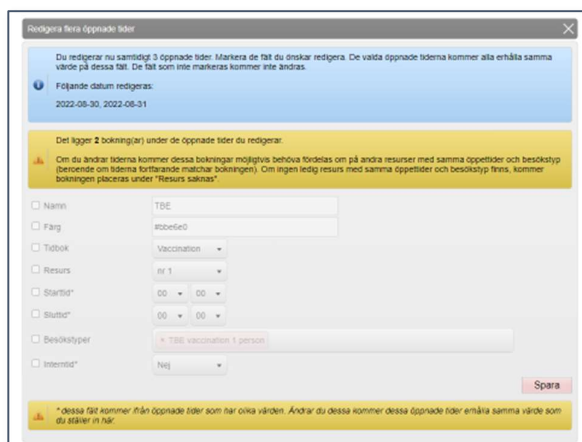 Redigera flera öppnade tider
Du redigerar nu samtidigt 3 öppnade tider. Markera de fält du önskar redigera. De valda öppnade tiderna kommer alla erhålla samma
värde på dessa fält. De fält som inte markeras kommer inte ändras.
Följande datum redigeras:
2022-08-30, 2022-08-31
Det ligger 2 bokning(ar) under de öppnade tider du redigerar.
Om du ändrar tiderna kommer dessa bokningar möjligtvis behöva fördelas om på andra resurser med samma öppettider och besökstyp
(beroende om tiderna fortfarande matchar bokningen). Om ingen ledig resurs med samma öppettider och besökstyp finns, kommer
bokningen placeras under "Resurs saknas".
Namn TBE
Färg #bbe6e0
Tidbok Vaccination
Resurs nr 1
Starttid* 00 00
Sluttid* 00 00
Besökstyper × TBE vaccination 1 person
Interntid* Nej
Spara
* dessa fält kommer ifrån öppnade tider som har olika värden. Ändrar du dessa kommer dessa öppnade tider erhålla samma värde som
du ställer in här.